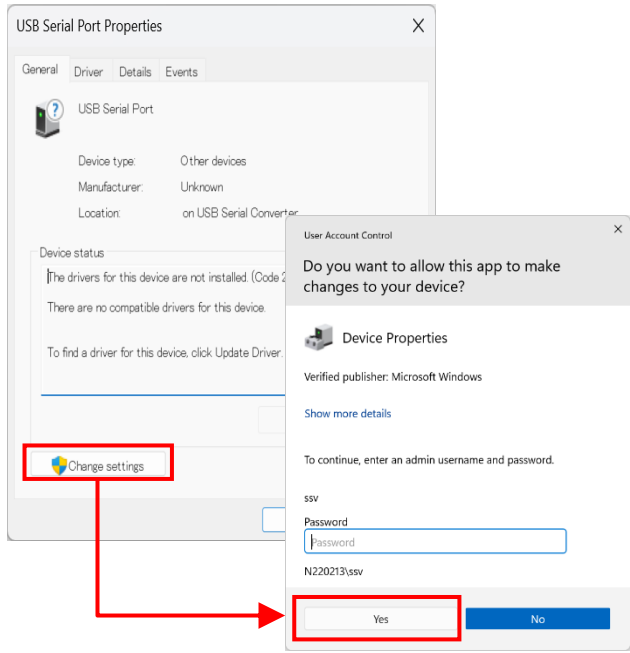 USB Serial Port Properties
General Driver Details Events
USB Serial Port
Device type: Other devices
Manufacturer: Unknown
Location: on USB Serial Converter
Device status
The drivers for this device are not installed. (Code 2
There are no compatible drivers for this device.
To find a driver for this device, click Update Driver.
Change settings
User Account Control
Do you want to allow this app to make
changes to your device?
Device Properties
Verified publisher: Microsoft Windows
Show more details
To continue, enter an admin username and password.
ssv
Password
Password
N220213\ssv
Yes No